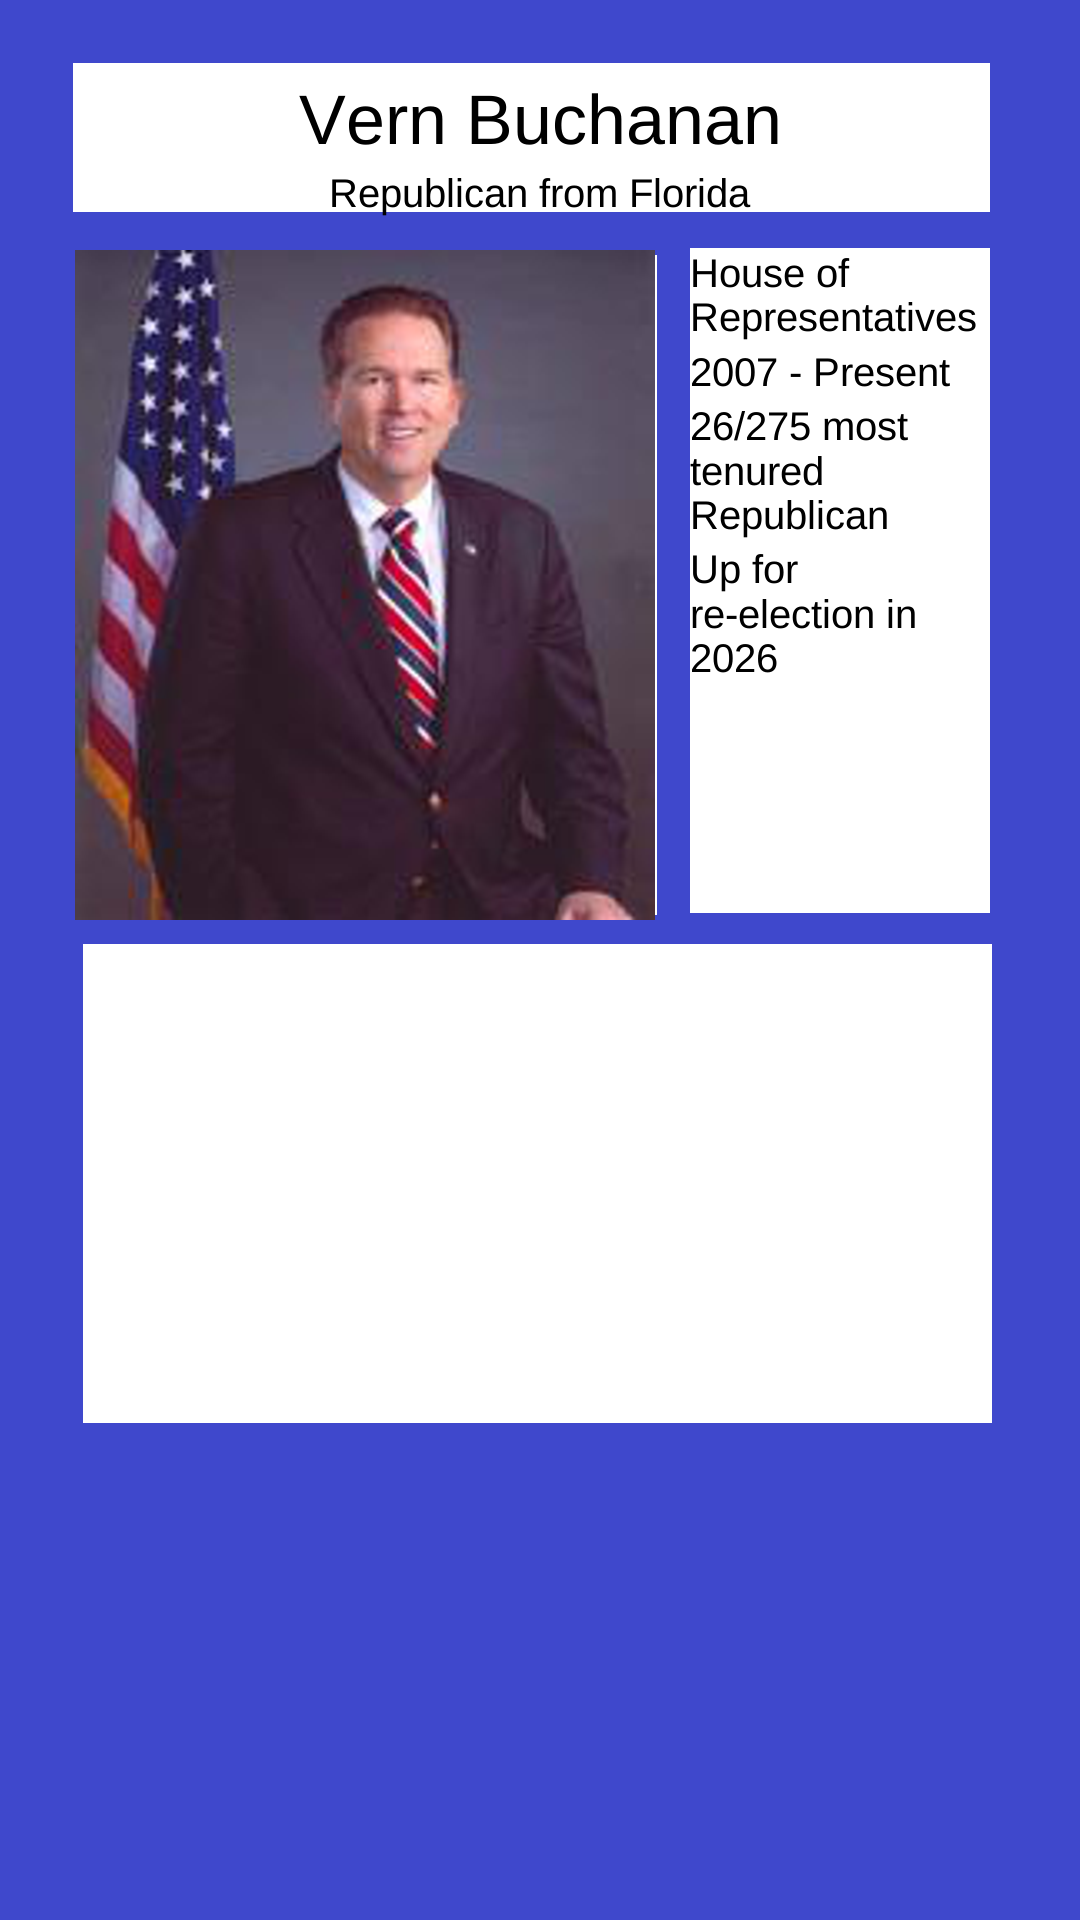 Vern Buchanan
Republican from Florida
House of
Representatives
2007 - Present
26/275 most
tenured
Republican
Up for
re-election in
2026